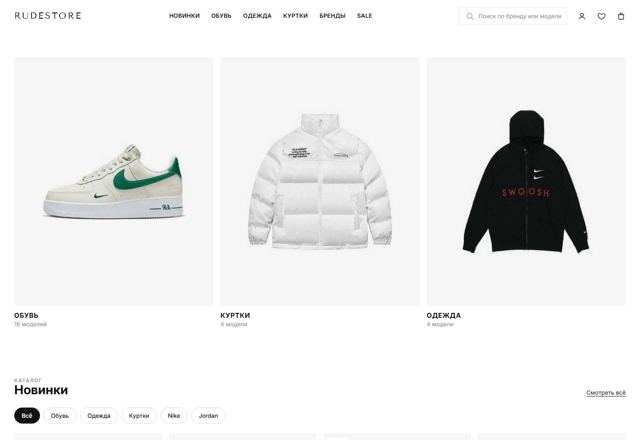 RUDESTORE
НОВИНКИ ОБУВЬ ОДЕЖДА КУРТКИ БРЕНДЫ SALE
Поиск по бренду или модели
SWOOSH
ОБУВЬ
16 моделей
КУРТКИ
4 модели
ОДЕЖДА
4 модели
КАТАЛОГ
Новинки
Смотреть всё
Всё Обувь Одежда Куртки Nike Jordan